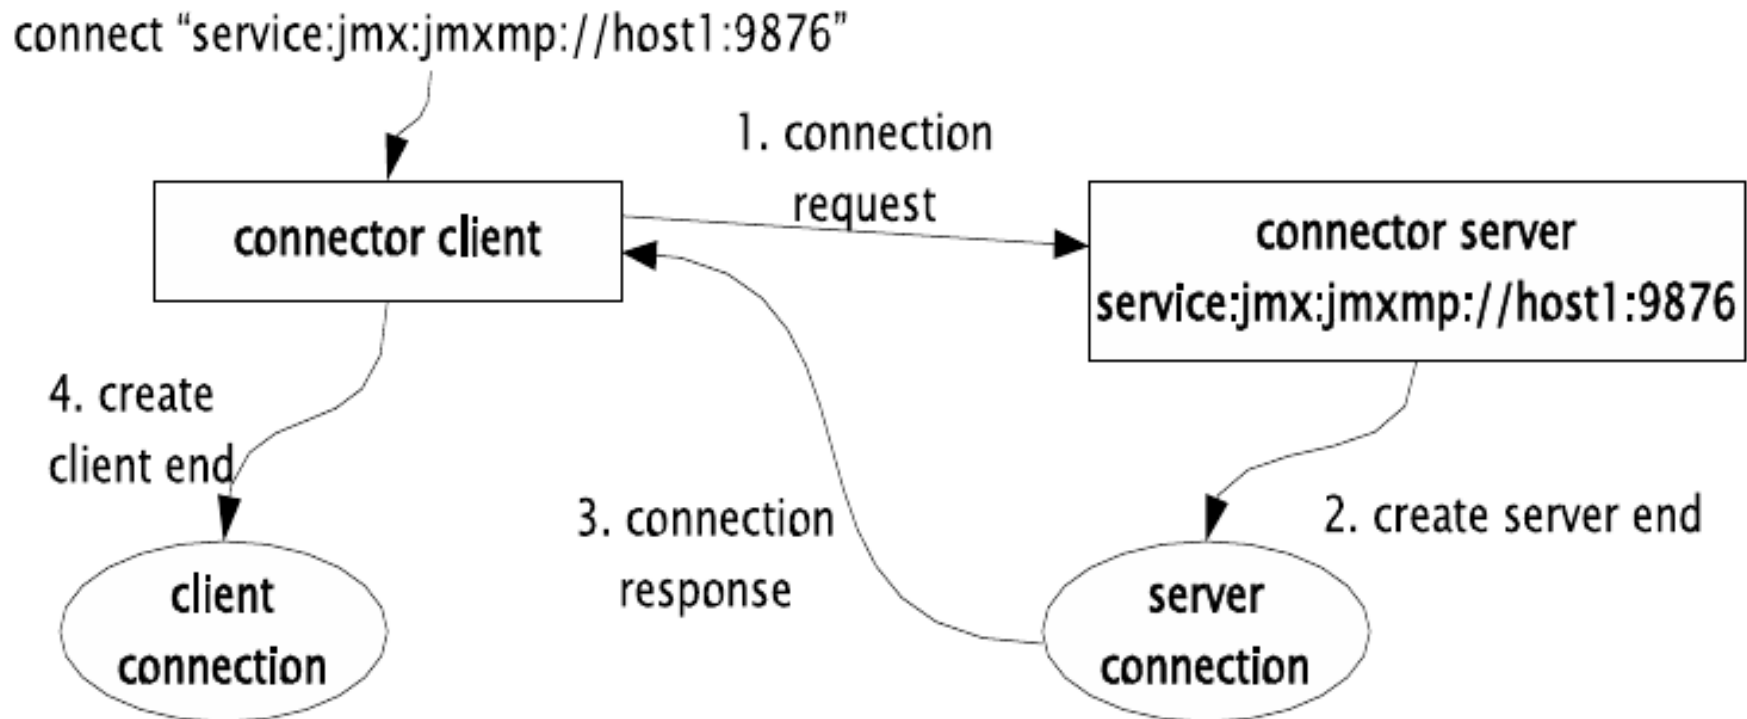 connect “service:jmx:jmxmp://host1:9876”
1. connection
request
connector client
connector server
service:jmx:jmxmp://host1:9876
4. create
client end
3. connection
response
2. create server end
client
connection
server
connection